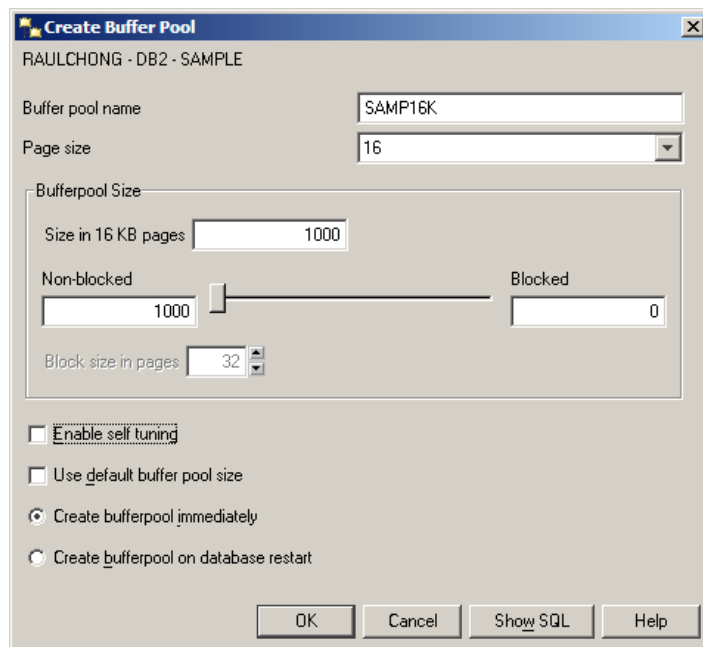 Create Buffer Pool
RAULCHONG - DB2 - SAMPLE
Buffer pool name SAMP16K
Page size 16
Bufferpool Size
Size in 16 KB pages 1000
Non-blocked Blocked
1000 0
Block size in pages 32
Enable self tuning
Use default buffer pool size
Create bufferpool immediately
Create bufferpool on database restart
OK Cancel Show SQL Help